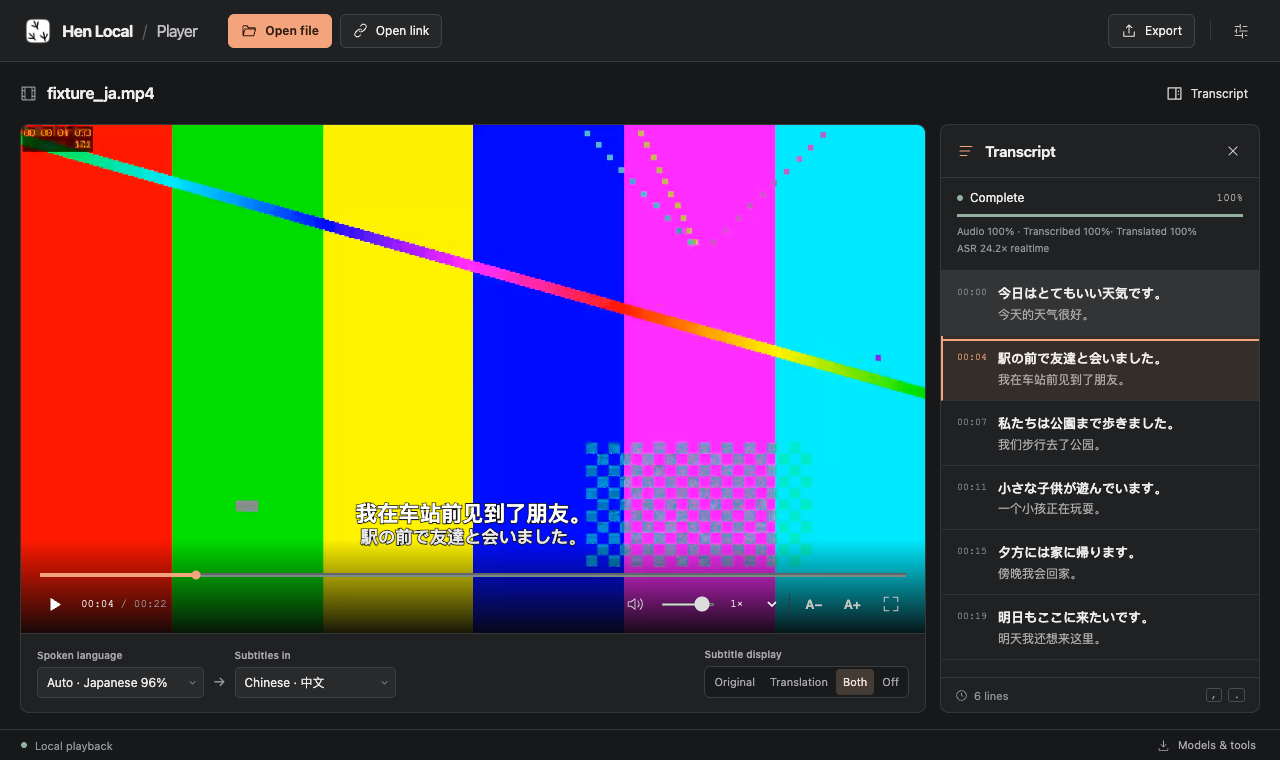 Hen Local / Player
Open file
Open link
Export
fixture_ja.mp4
Transcript
我在车站前见到了朋友。
駅の前で友達と会いました。
00:04 / 00:22
1×
A−
A+
Spoken language
Auto · Japanese 96%
Subtitles in
Chinese · 中文
Subtitle display
Original
Translation
Both
Off
Transcript
Complete
100%
Audio 100% · Transcribed 100%· Translated 100%
ASR 24.2× realtime
00:00 今日はとてもいい天気です。
今天的天气很好。
00:04 駅の前で友達と会いました。
我在车站前见到了朋友。
00:07 私たちは公園まで歩きました。
我们步行去了公园。
00:11 小さな子供が遊んでいます。
一个小孩正在玩耍。
00:15 夕方には家に帰ります。
傍晚我会回家。
00:19 明日もここに来たいです。
明天我还想来这里。
6 lines
, .
Local playback
Models & tools